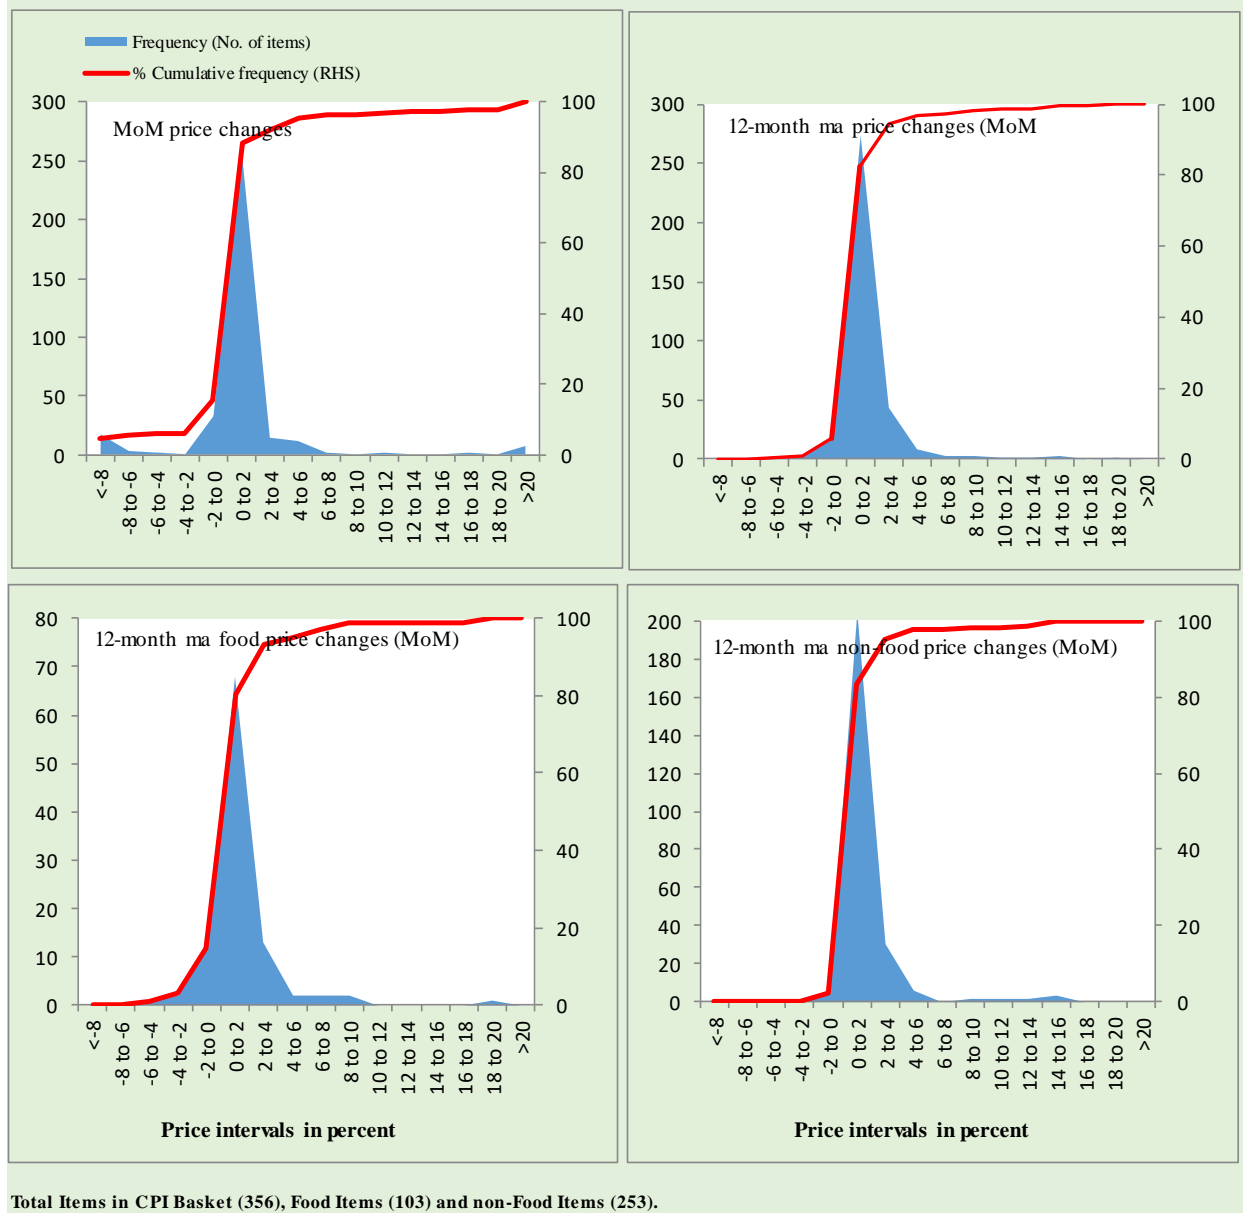 Frequency (No. of items)
% Cumulative frequency (RHS)
MoM price changes
300
250
200
150
100
50
0
100
80
60
40
20
0
<-8
-8 to -6
-6 to -4
-4 to -2
-2 to 0
0 to 2
2 to 4
4 to 6
6 to 8
8 to 10
10 to 12
12 to 14
14 to 16
16 to 18
18 to 20
>20
12-month ma price changes (MoM
300
250
200
150
100
50
0
100
80
60
40
20
0
<-8
-8 to -6
-6 to -4
-4 to -2
-2 to 0
0 to 2
2 to 4
4 to 6
6 to 8
8 to 10
10 to 12
12 to 14
14 to 16
16 to 18
18 to 20
>20
12-month ma food price changes (MoM)
80
70
60
50
40
30
20
10
0
100
80
60
40
20
0
<-8
-8 to -6
-6 to -4
-4 to -2
-2 to 0
0 to 2
2 to 4
4 to 6
6 to 8
8 to 10
10 to 12
12 to 14
14 to 16
16 to 18
18 to 20
>20
Price intervals in percent
12-month ma non-food price changes (MoM)
200
180
160
140
120
100
80
60
40
20
0
100
80
60
40
20
0
<-8
-8 to -6
-6 to -4
-4 to -2
-2 to 0
0 to 2
2 to 4
4 to 6
6 to 8
8 to 10
10 to 12
12 to 14
14 to 16
16 to 18
18 to 20
>20
Price intervals in percent
Total Items in CPI Basket (356), Food Items (103) and non-Food Items (253).